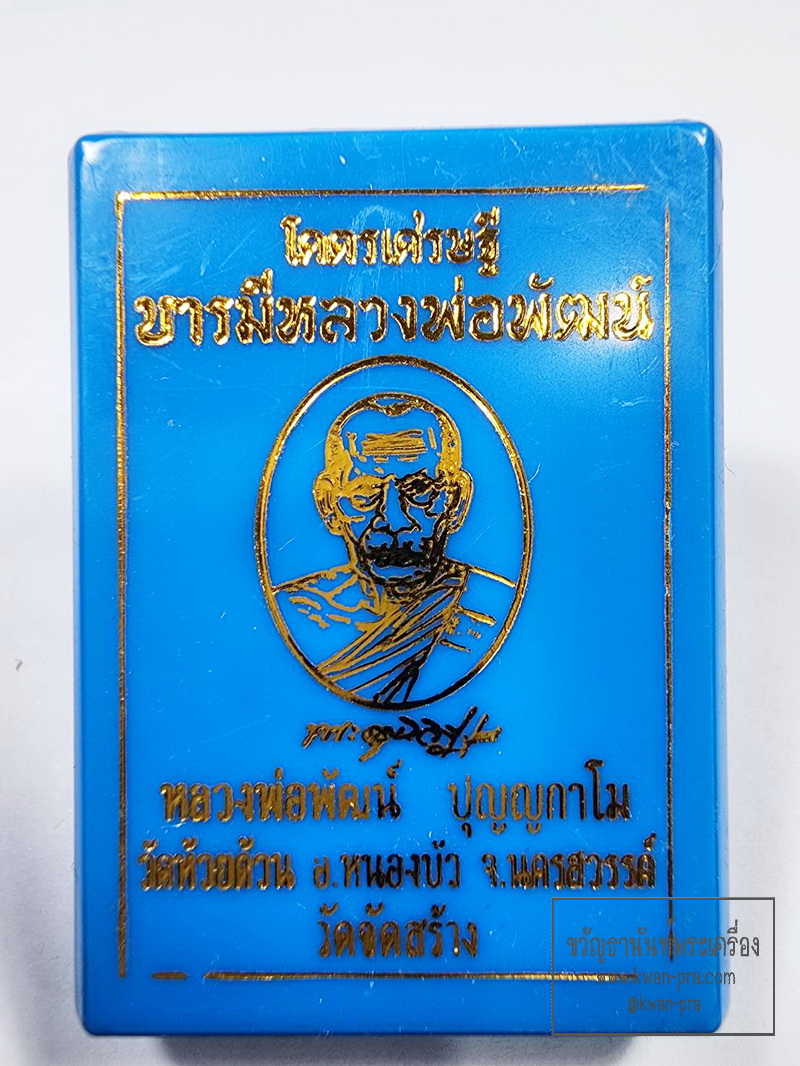 โคตรเศรษฐี
บารมีหลวงพ่อพัฒน์
หลวงพ่อพัฒน์ ปุญญกาโม
วัดห้วยด้วน อ.หนองบัว จ.นครสวรรค์
วัดจัดสร้าง
ขวัญธานันท์พระเครื่อง
www.kwan-pra.com
@kwan-pra